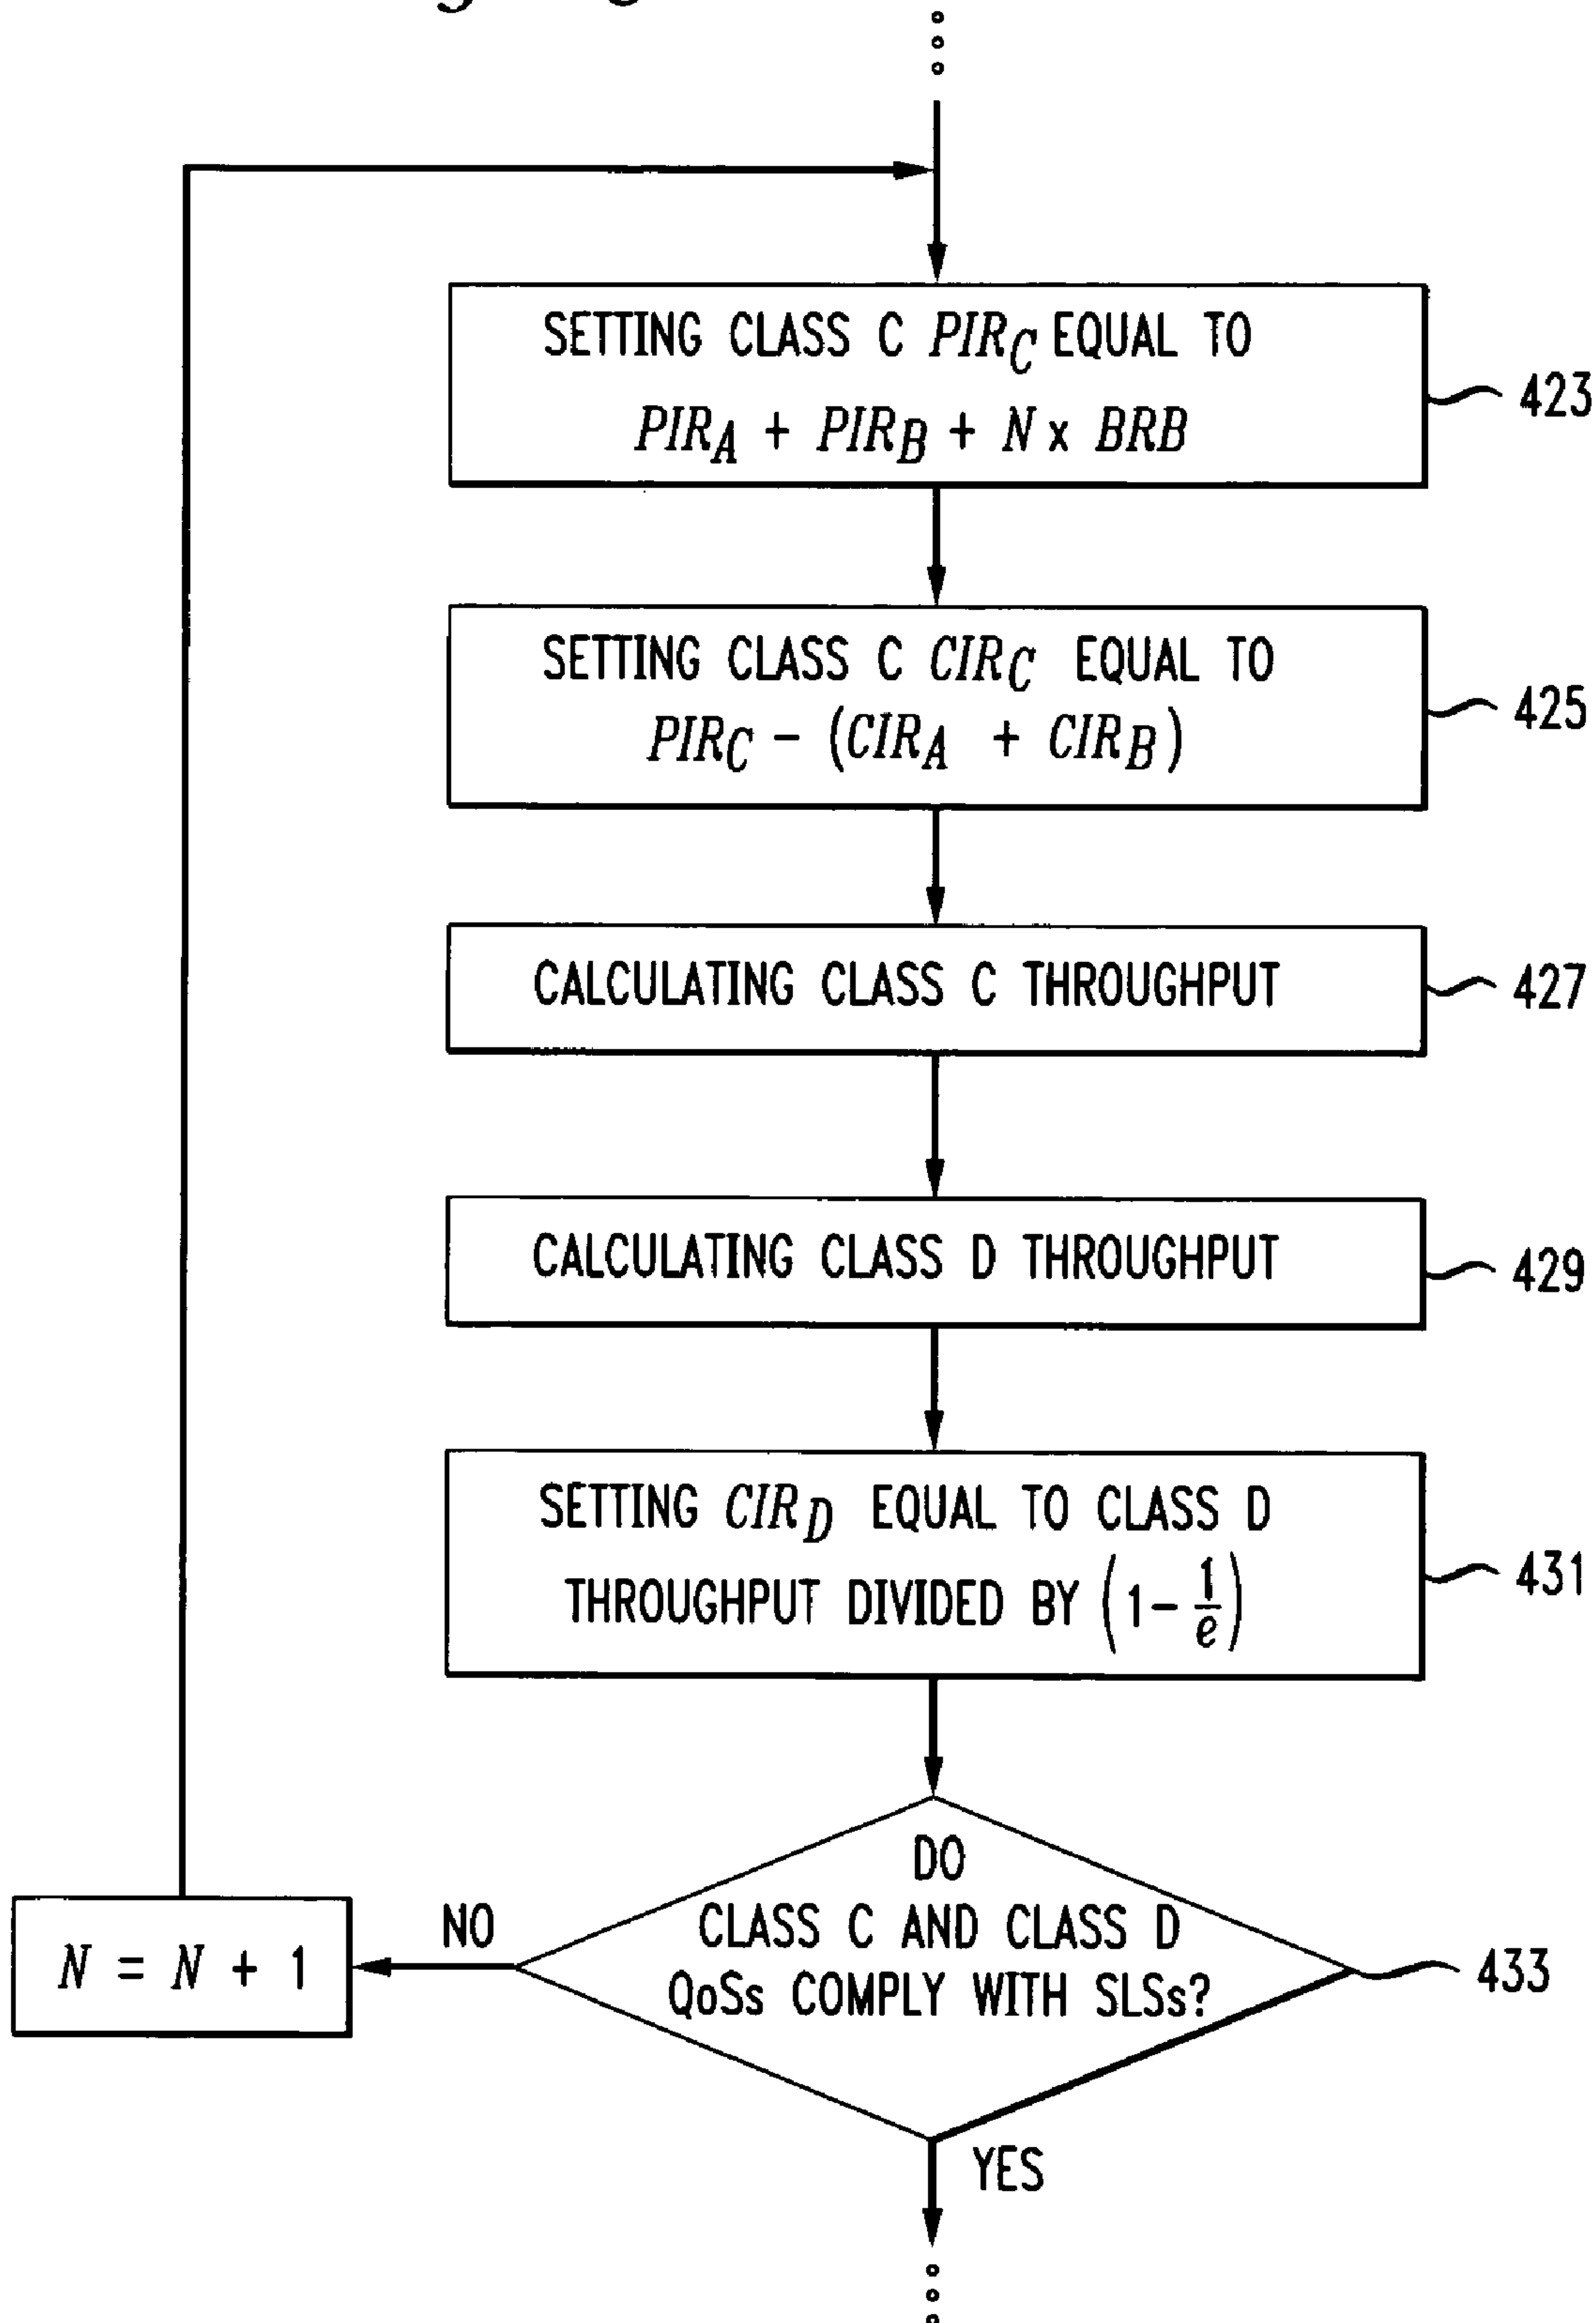 SETTING CLASS C PIR_C EQUAL TO
PIR_A + PIR_B + N x BRB
423
SETTING CLASS C CIR_C EQUAL TO
PIR_C - (CIR_A + CIR_B)
425
CALCULATING CLASS C THROUGHPUT
427
CALCULATING CLASS D THROUGHPUT
429
SETTING CIR_D EQUAL TO CLASS D
THROUGHPUT DIVIDED BY (1 - 1/e)
431
DO
CLASS C AND CLASS D
QoSs COMPLY WITH SLSs?
433
NO
N = N + 1
YES